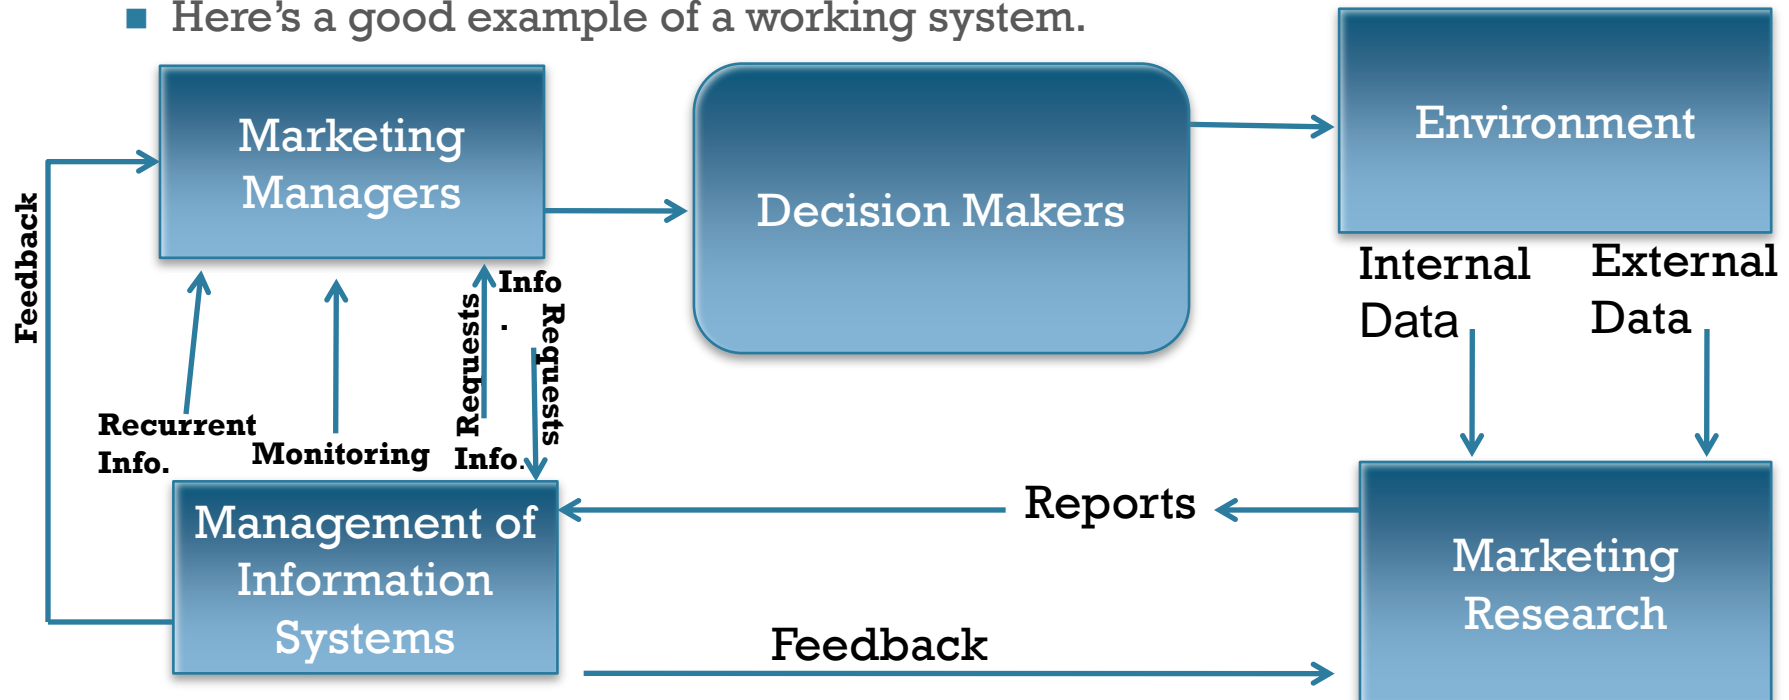 Here's a good example of a working system.
Marketing
Managers
Decision Makers
Environment
Internal
Data
External
Data
Feedback
Info
.
Requests
Requests
Recurrent
Info.
Monitoring
Info.
Management of
Information
Systems
Reports
Marketing
Research
Feedback